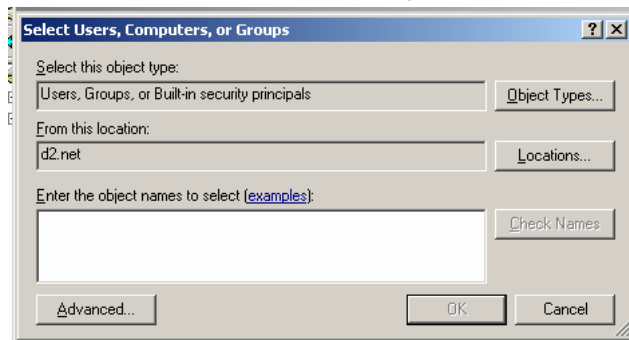 Select Users, Computers, or Groups
Select this object type:
Users, Groups, or Built-in security principals
Object Types...
From this location:
d2.net
Locations...
Enter the object names to select (examples):
Check Names
Advanced...
OK
Cancel